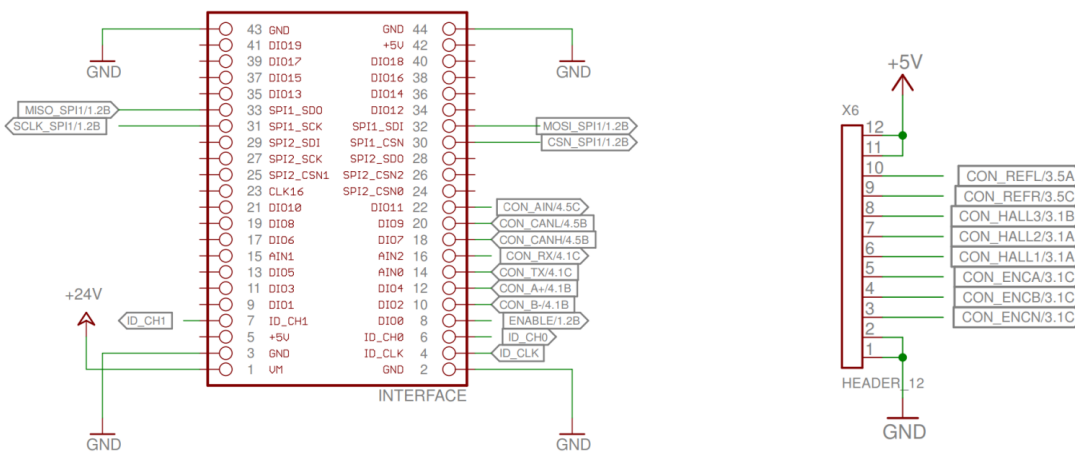 43 GND GND 44
41 DIO19 +5V 42
39 DIO17 DIO18 40
GND GND
37 DIO15 DIO16 38
35 DIO13 DIO14 36
MISO_SPI1/1.2B 33 SPI1_SDO DIO12 34
SCLK_SPI1/1.2B 31 SPI1_SCK SPI1_SDI 32 MOSI_SPI1/1.2B
29 SPI2_SDI SPI1_CSN 30 CSN_SPI1/1.2B
27 SPI2_SCK SPI2_SDO 28
25 SPI2_CSN1 SPI2_CSN2 26
23 CLK16 SPI2_CSN0 24
21 DIO10 DIO11 22 CON_AIN/4.5C
19 DIO8 DIO9 20 CON_CANL/4.5B
17 DIO6 DIO7 18 CON_CANH/4.5B
15 AIN1 AIN2 16 CON_RX/4.1C
13 DIO5 AIN0 14 CON_TX/4.1C
11 DIO3 DIO4 12 CON_A+/4.1B
+24V
9 DIO1 DIO2 10 CON_B-/4.1B
ID_CH1 7 ID_CH1 DIO0 8 ENABLE/1.2B
5 +5V ID_CH0 6 ID_CH0
3 GND ID_CLK 4 ID_CLK
1 VM GND 2
INTERFACE
GND GND
+5V
X6
12
11
10 CON_REFL/3.5A
9 CON_REFR/3.5C
8 CON_HALL3/3.1B
7 CON_HALL2/3.1A
6 CON_HALL1/3.1A
5 CON_ENCA/3.1C
4 CON_ENCB/3.1C
3 CON_ENCN/3.1C
2
1
HEADER_12
GND